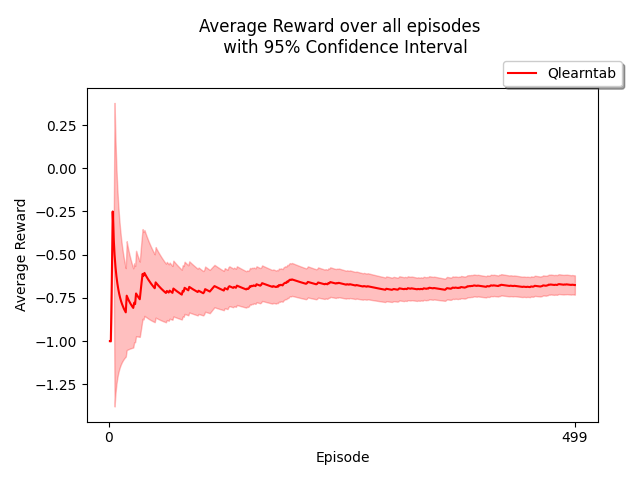 Average Reward over all episodes
with 95% Confidence Interval
Qlearntab
0.25
0.00
−0.25
−0.50
−0.75
−1.00
−1.25
Average Reward
0
499
Episode